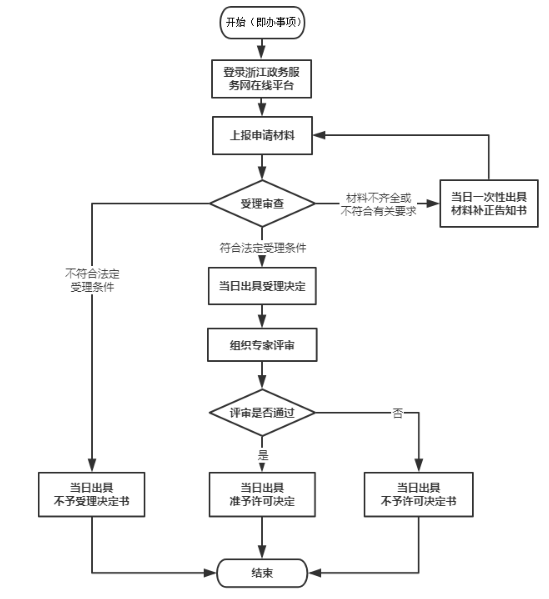 开始（即办事项）
登录浙江政务服
务网在线平台
上报申请材料
受理审查
材料不齐全或
不符合有关要求
当日一次性出具
材料补正告知书
符合法定受理条件
不符合法定
受理条件
当日出具受理决定
组织专家评审
评审是否通过
否
是
当日出具
不予受理决定书
当日出具
准予许可决定
当日出具
不予许可决定书
结束